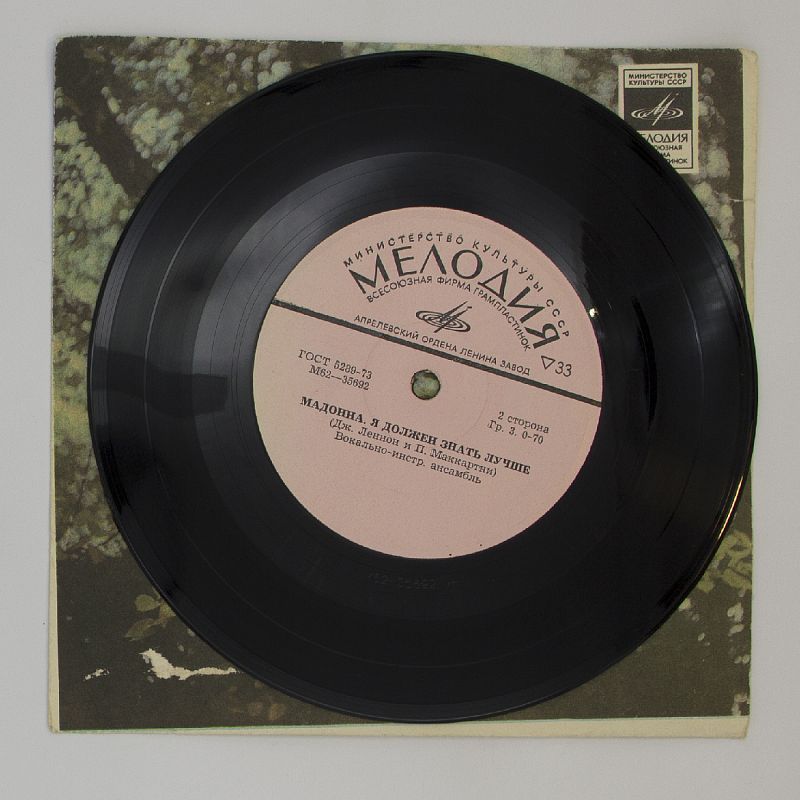 МИНИСТЕРСТВО
КУЛЬТУРЫ СССР
МИНИСТЕРСТВО КУЛЬТУРЫ СССР
МЕЛОДИЯ
ВСЕСОЮЗНАЯ ФИРМА ГРАМПЛАСТИНОК
АПРЕЛЕВСКИЙ ОРДЕНА ЛЕНИНА ЗАВОД
33
ГОСТ 5289-73
М62—35692
2 сторона
Гр. 3. 0-70
МАДОННА. Я ДОЛЖЕН ЗНАТЬ ЛУЧШЕ
(Дж. Леннон и П. Маккартни)
Вокально-инстр. ансамбль